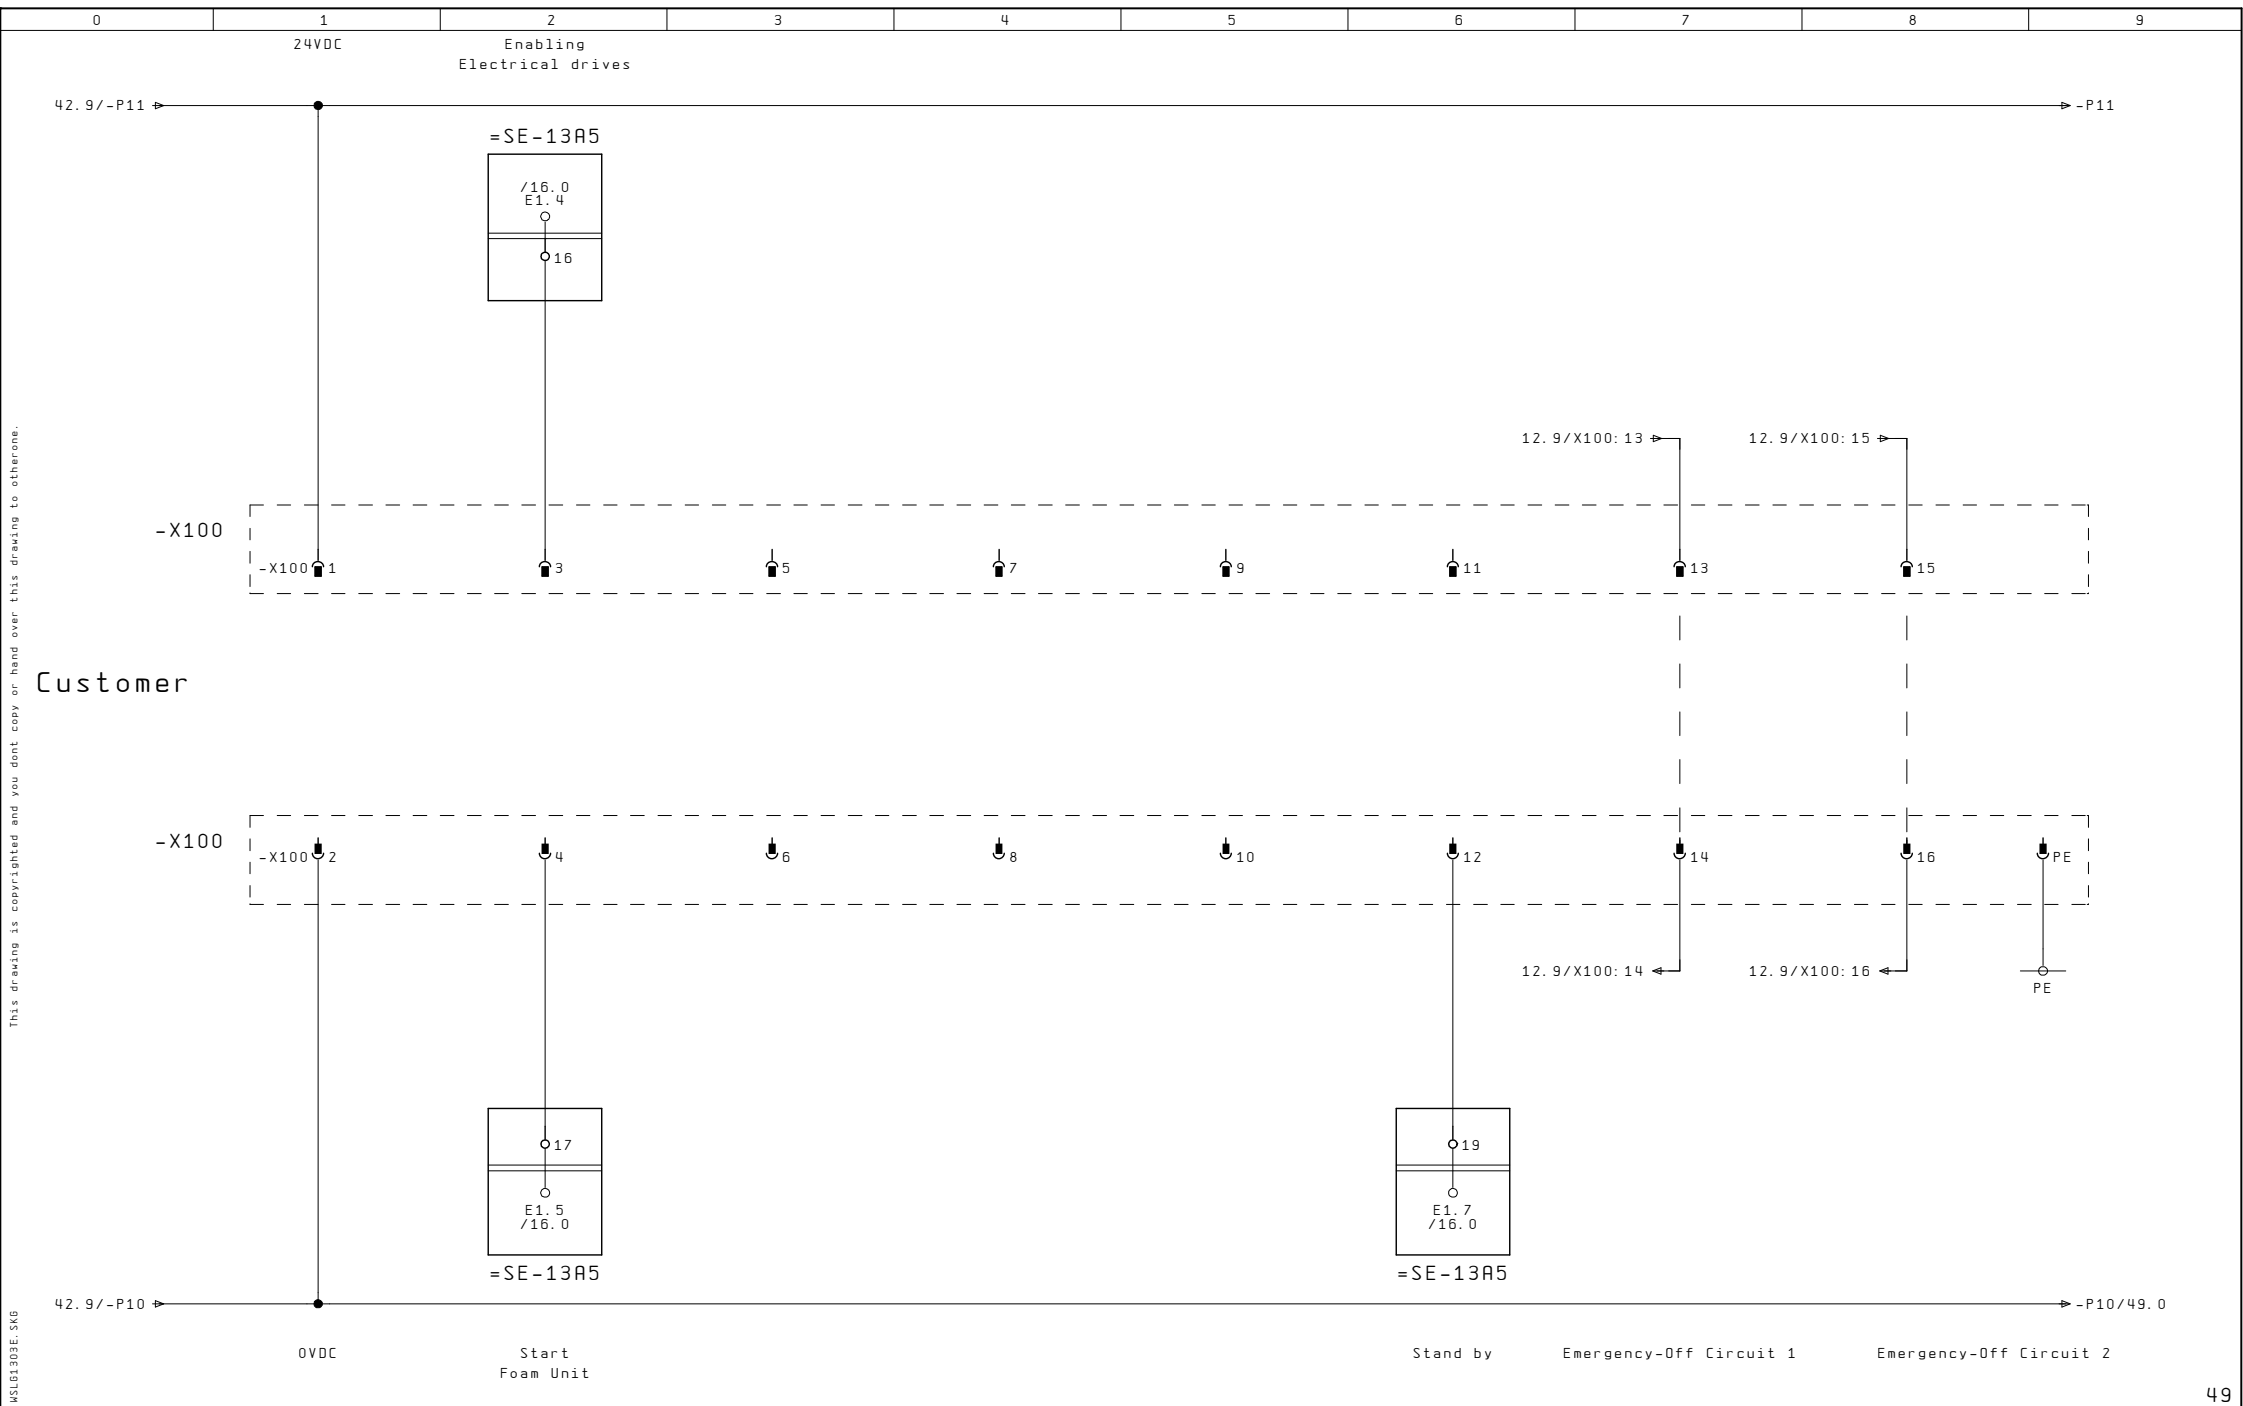 0 1 2 3 4 5 6 7 8 9
24VDC
Enabling
Electrical drives
42.9/-P11
-P11
=SE-13A5
/16.0
E1.4
16
12.9/X100:13
12.9/X100:15
-X100
-X100 1 3 5 7 9 11 13 15
Customer
-X100
-X100 2 4 6 8 10 12 14 16 PE
12.9/X100:14
12.9/X100:16
PE
17
E1.5
/16.0
=SE-13A5
19
E1.7
/16.0
=SE-13A5
42.9/-P10
-P10/49.0
0VDC
Start
Foam Unit
Stand by
Emergency-Off Circuit 1
Emergency-Off Circuit 2
49
This drawing is copyrighted and you dont copy or hand over this drawing to otherone.
WSLG1303E.SKG